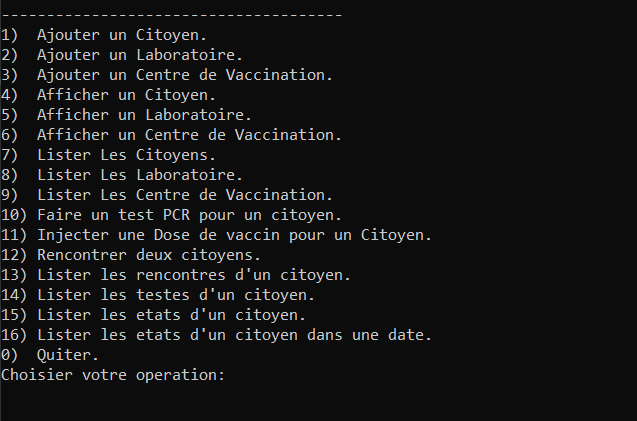 --------------------------------------
1)  Ajouter un Citoyen.
2)  Ajouter un Laboratoire.
3)  Ajouter un Centre de Vaccination.
4)  Afficher un Citoyen.
5)  Afficher un Laboratoire.
6)  Afficher un Centre de Vaccination.
7)  Lister Les Citoyens.
8)  Lister Les Laboratoire.
9)  Lister Les Centre de Vaccination.
10) Faire un test PCR pour un citoyen.
11) Injecter une Dose de vaccin pour un Citoyen.
12) Rencontrer deux citoyens.
13) Lister les rencontres d'un citoyen.
14) Lister les testes d'un citoyen.
15) Lister les etats d'un citoyen.
16) Lister les etats d'un citoyen dans une date.
0)  Quiter.
Choisier votre operation: